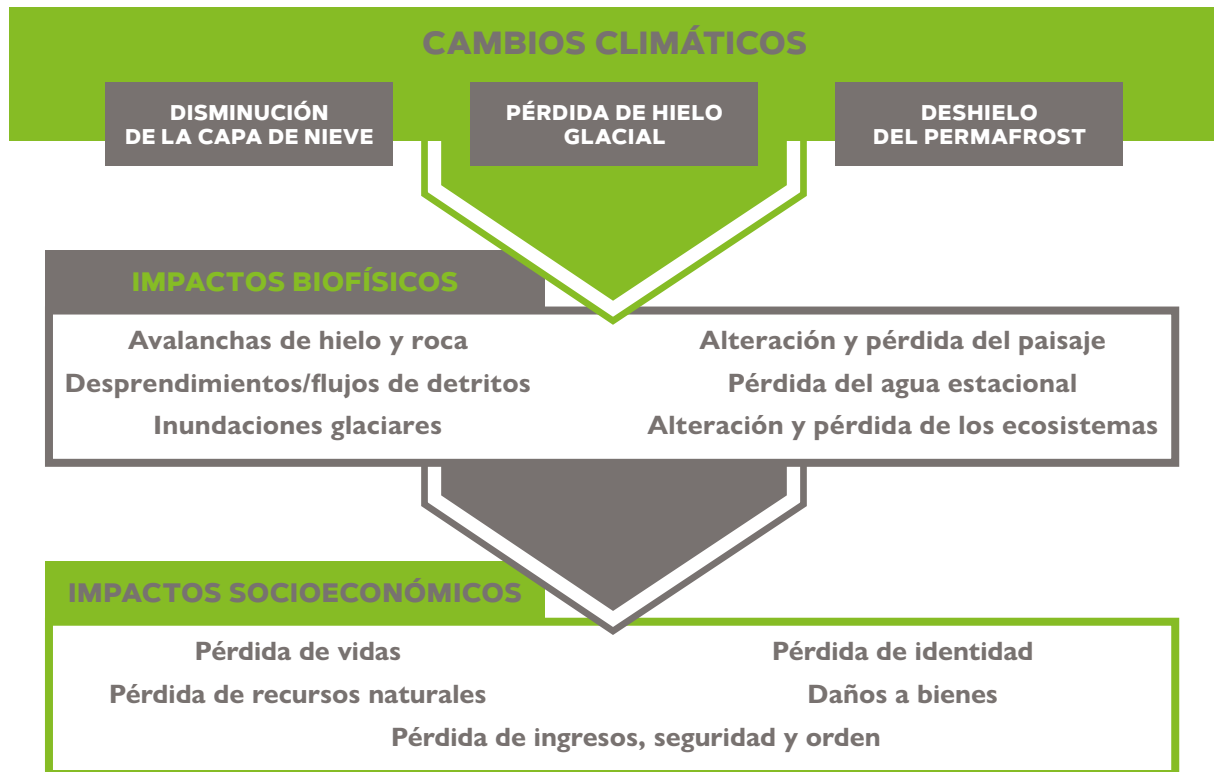 CAMBIOS CLIMÁTICOS
DISMINUCIÓN
DE LA CAPA DE NIEVE
PÉRDIDA DE HIELO
GLACIAL
DESHIELO
DEL PERMAFROST
IMPACTOS BIOFÍSICOS
Avalanchas de hielo y roca
Desprendimientos/flujos de detritos
Inundaciones glaciares
Alteración y pérdida del paisaje
Pérdida del agua estacional
Alteración y pérdida de los ecosistemas
IMPACTOS SOCIOECONÓMICOS
Pérdida de vidas
Pérdida de recursos naturales
Pérdida de identidad
Daños a bienes
Pérdida de ingresos, seguridad y orden